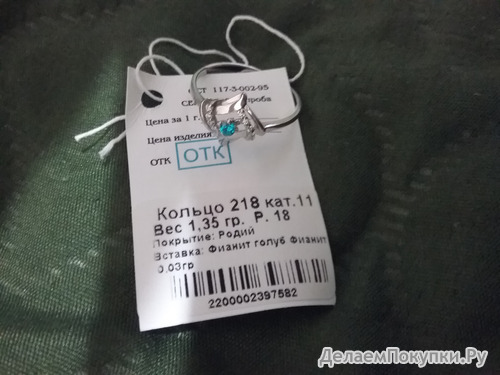 117-3-002-95
проба
Цена за 1 г.
Цена изделия:
ОТК ОТК
Кольцо 218 кат.11
Вес 1,35 гр. Р. 18
Покрытие: Родий
Вставка: Фианит голуб Фианит
0,03гр
2200002397582
ДелаемПокупки.Ру